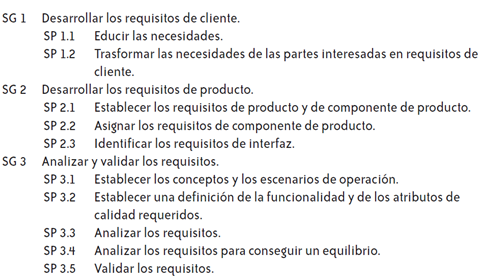 SG 1 Desarrollar los requisitos de cliente.
SP 1.1 Educir las necesidades.
SP 1.2 Trasformar las necesidades de las partes interesadas en requisitos de
cliente.
SG 2 Desarrollar los requisitos de producto.
SP 2.1 Establecer los requisitos de producto y de componente de producto.
SP 2.2 Asignar los requisitos de componente de producto.
SP 2.3 Identificar los requisitos de interfaz.
SG 3 Analizar y validar los requisitos.
SP 3.1 Establecer los conceptos y los escenarios de operación.
SP 3.2 Establecer una definición de la funcionalidad y de los atributos de
calidad requeridos.
SP 3.3 Analizar los requisitos.
SP 3.4 Analizar los requisitos para conseguir un equilibrio.
SP 3.5 Validar los requisitos.